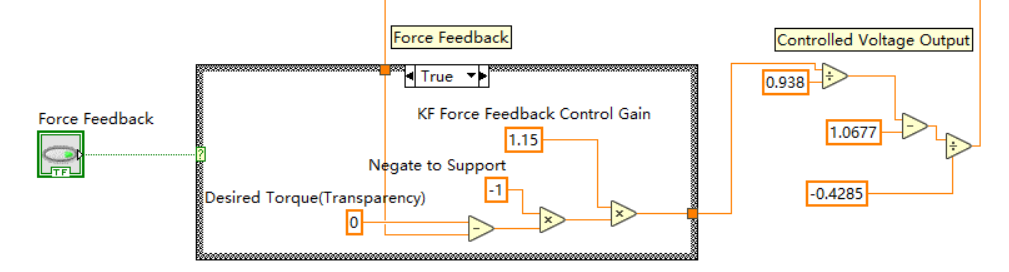 Force Feedback
Controlled Voltage Output
True
0.938
Force Feedback
TF
?
KF Force Feedback Control Gain
1.15
1.0677
Negate to Support
-1
Desired Torque(Transparency)
0
-0.4285
÷
-
÷
-
×
×